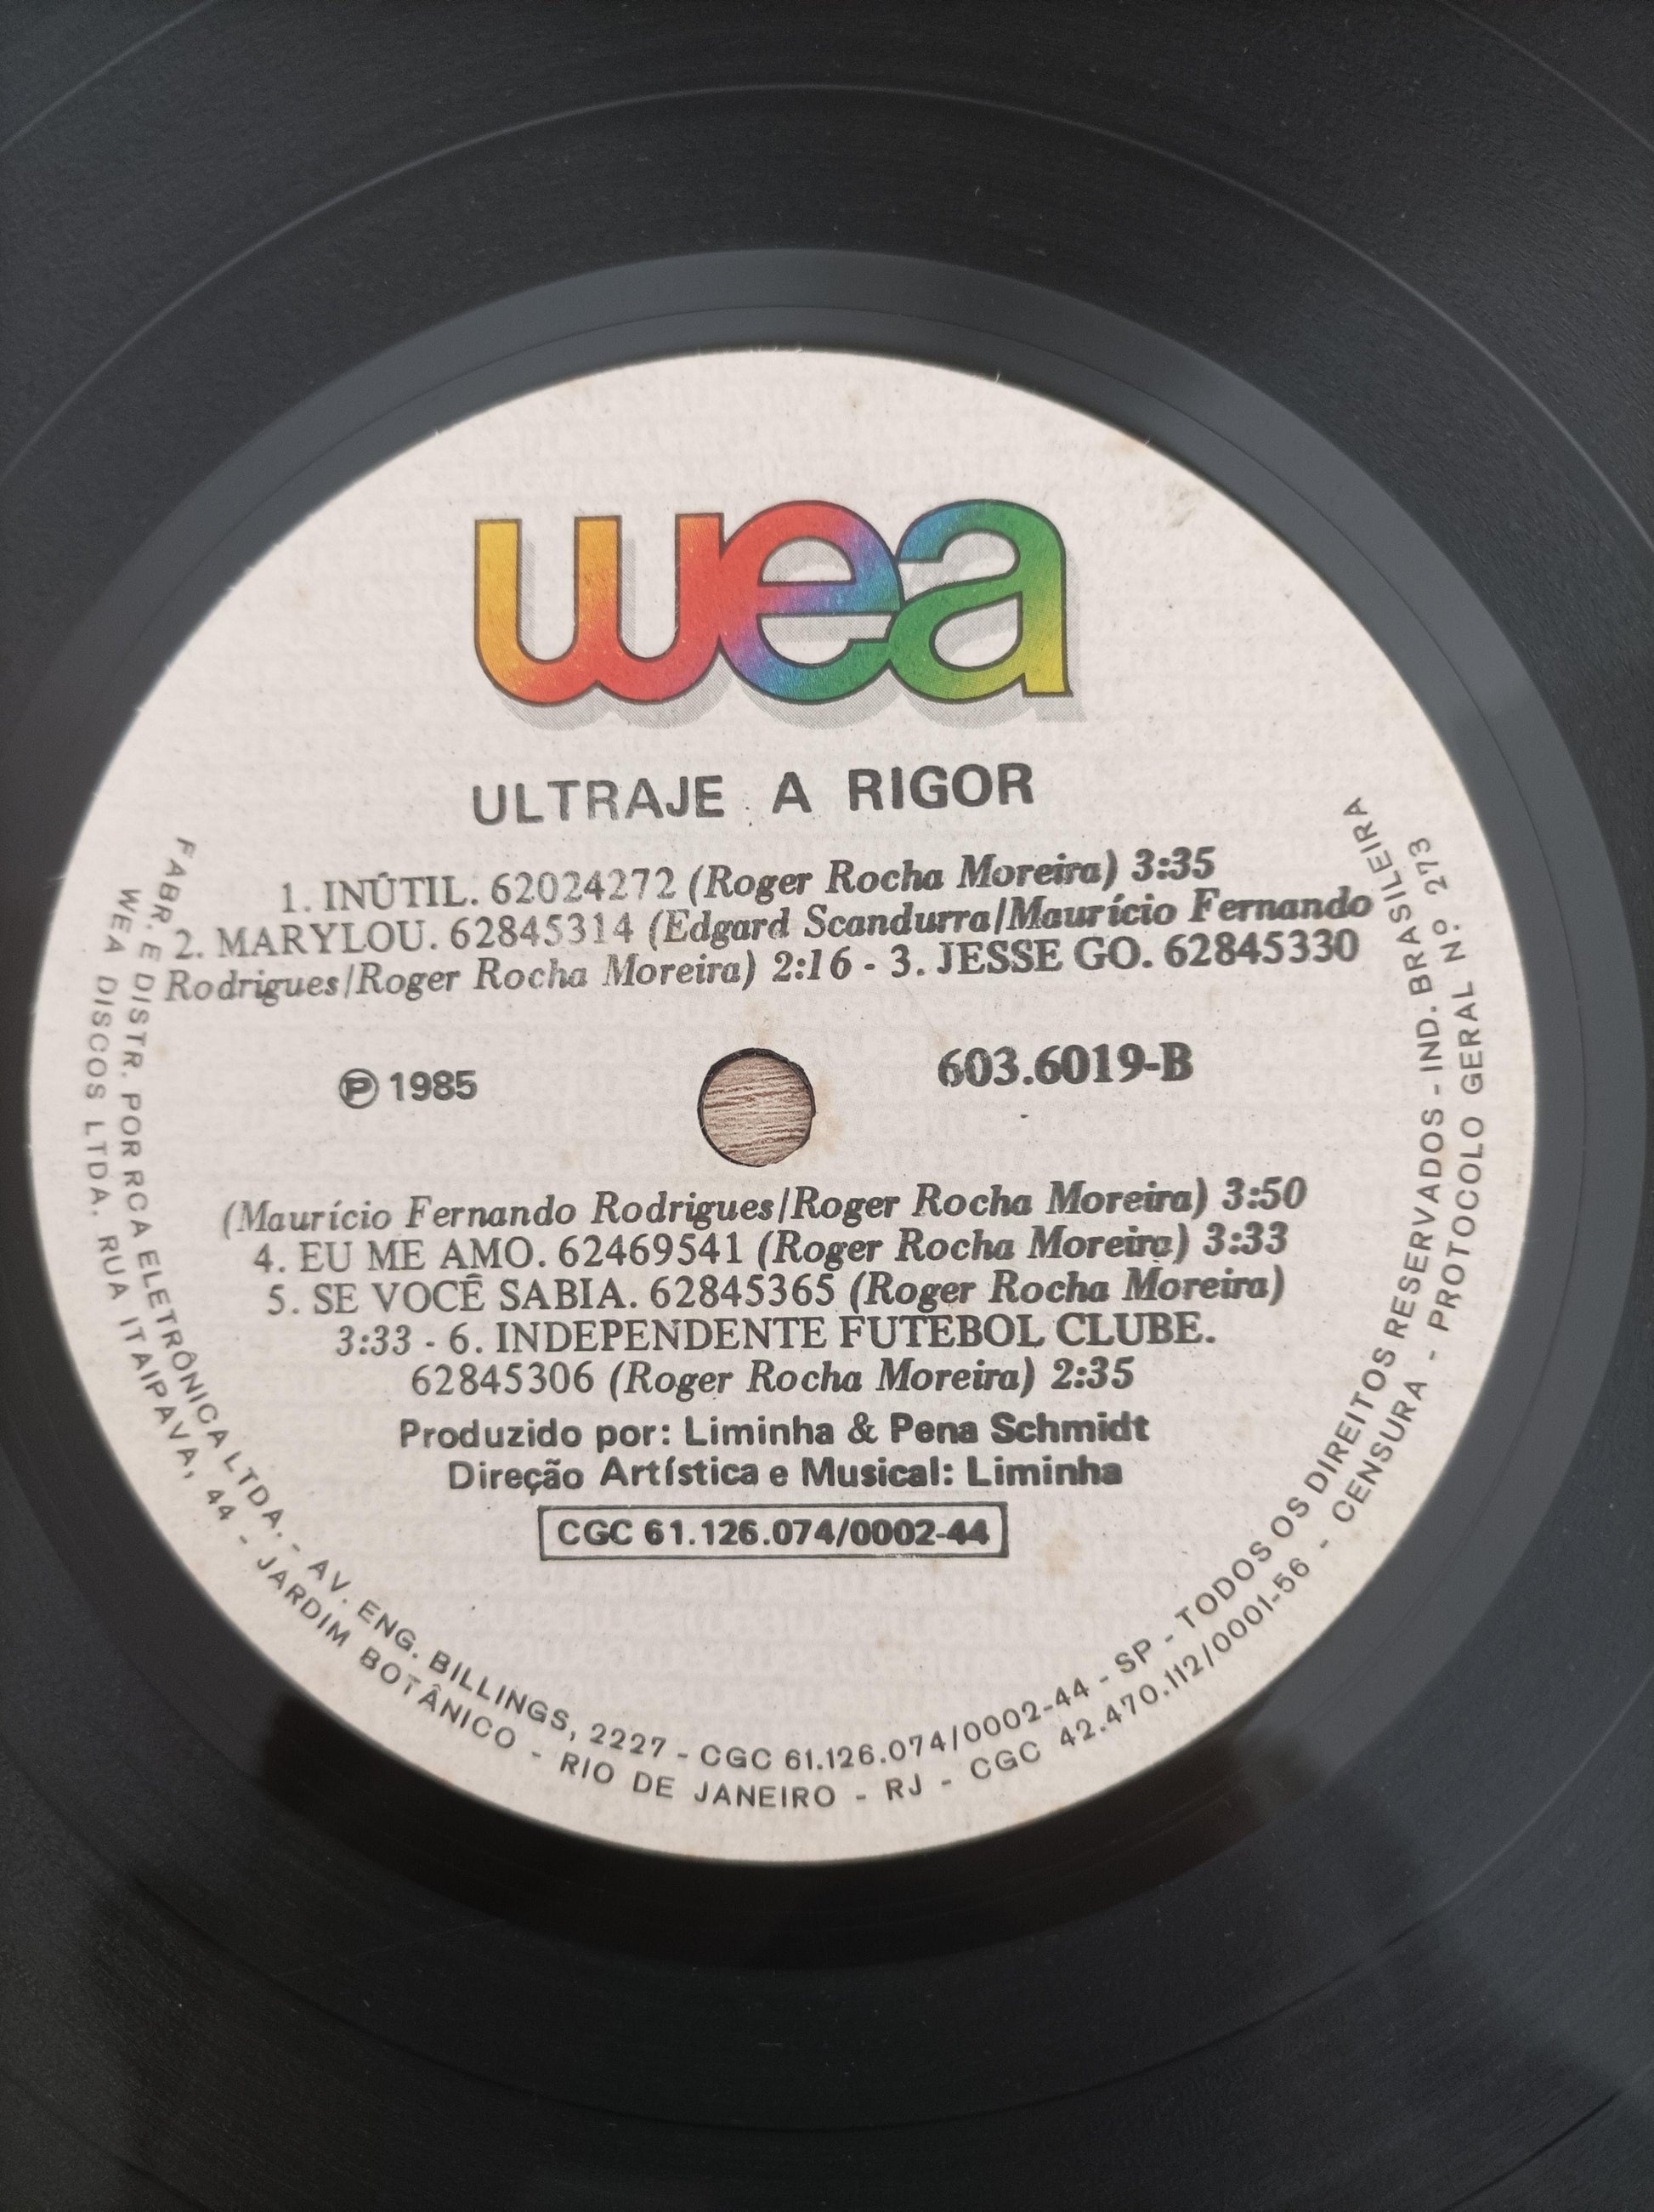 wea
ULTRAJE A RIGOR
1. INÚTIL. 62024272 (Roger Rocha Moreira) 3:35
2. MARYLOU. 62845314 (Edgard Scandurra/Maurício Fernando
Rodrigues/Roger Rocha Moreira) 2:16 - 3. JESSE GO. 62845330
Ⓟ 1985
603.6019-B
(Maurício Fernando Rodrigues/Roger Rocha Moreira) 3:50
4. EU ME AMO. 62469541 (Roger Rocha Moreira) 3:33
5. SE VOCÊ SABIA. 62845365 (Roger Rocha Moreira)
3:33 - 6. INDEPENDENTE FUTEBOL CLUBE.
62845306 (Roger Rocha Moreira) 2:35
Produzido por: Liminha & Pena Schmidt
Direção Artística e Musical: Liminha
CGC 61.126.074/0002-44
FABR. E DISTR. POR RCA ELETRÔNICA LTDA. - AV. ENG. BILLINGS, 2227 - CGC 61.126.074/0002-44 - SP - TODOS OS DIREITOS RESERVADOS - IND. BRASILEIRA
WEA DISCOS LTDA. RUA ITAIPAVA, 44 - JARDIM BOTÂNICO - RIO DE JANEIRO - RJ - CGC 42.470.112/0001-56 - CENSURA - PROTOCOLO GERAL Nº 273